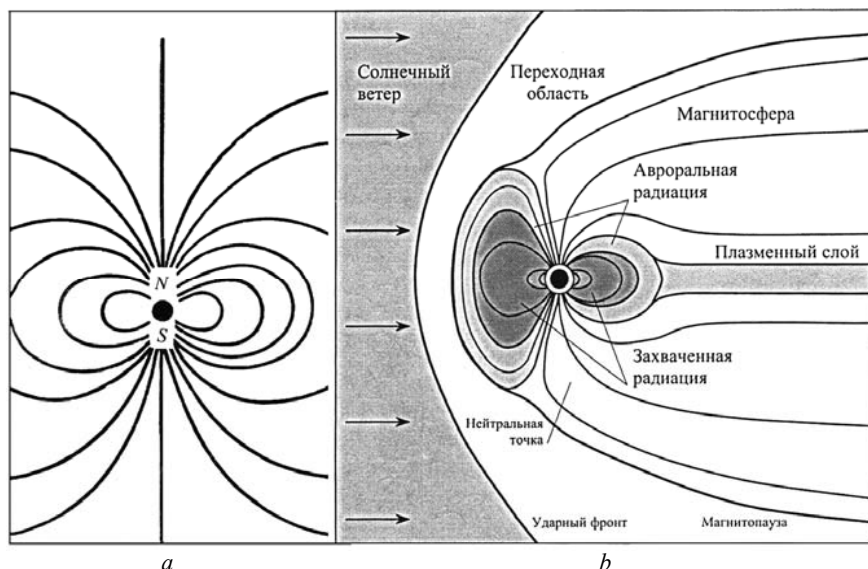 N
S
Солнечный
ветер
Переходная
область
Магнитосфера
Авроральная
радиация
Плазменный слой
Захваченная
радиация
Нейтральная
точка
Ударный фронт
Магнитопауза
a
b